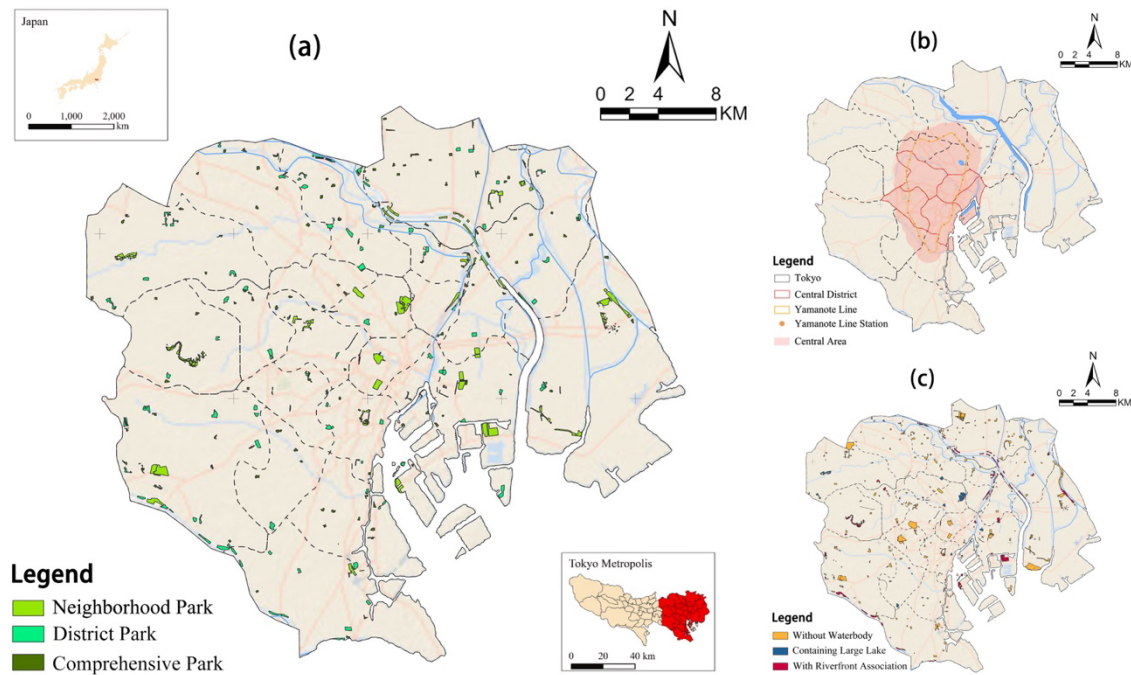 Japan
0 1,000 2,000
km
(a)
N
0 2 4 8
KM
Legend
Neighborhood Park
District Park
Comprehensive Park
Tokyo Metropolis
0 20 40 km
(b)
N
0 2 4 8
KM
Legend
Tokyo
Central District
Yamanote Line
Yamanote Line Station
Central Area
(c)
N
0 2 4 8
KM
Legend
Without Waterbody
Containing Large Lake
With Riverfront Association